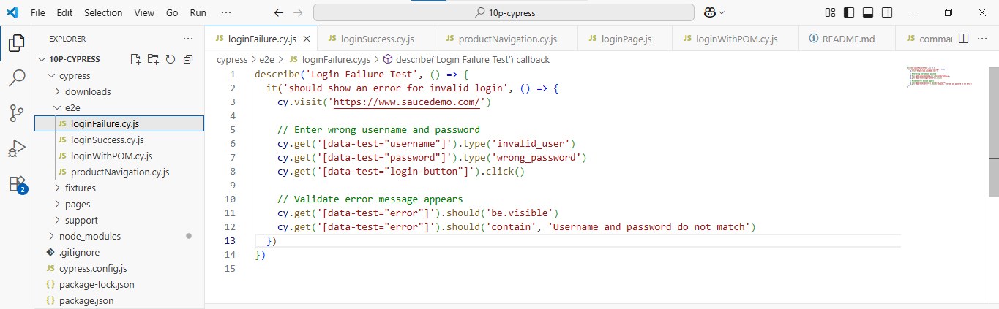 File Edit Selection View Go Run ··· 10p-cypress
EXPLORER ···
10P-CYPRESS
cypress
downloads
e2e
JS loginFailure.cy.js
JS loginSuccess.cy.js
JS loginWithPOM.cy.js
JS productNavigation.cy.js
fixtures
pages
support
node_modules
.gitignore
JS cypress.config.js
{} package-lock.json
{} package.json
2
JS loginFailure.cy.js JS loginSuccess.cy.js JS productNavigation.cy.js JS loginPage.js JS loginWithPOM.cy.js README.md JS commar ···
cypress > e2e > JS loginFailure.cy.js > describe('Login Failure Test') callback
1 describe('Login Failure Test', () => {
2 it('should show an error for invalid login', () => {
3 cy.visit('https://www.saucedemo.com/')
4
5 // Enter wrong username and password
6 cy.get('[data-test="username"]').type('invalid_user')
7 cy.get('[data-test="password"]').type('wrong_password')
8 cy.get('[data-test="login-button"]').click()
9
10 // Validate error message appears
11 cy.get('[data-test="error"]').should('be.visible')
12 cy.get('[data-test="error"]').should('contain', 'Username and password do not match')
13 })
14 })
15